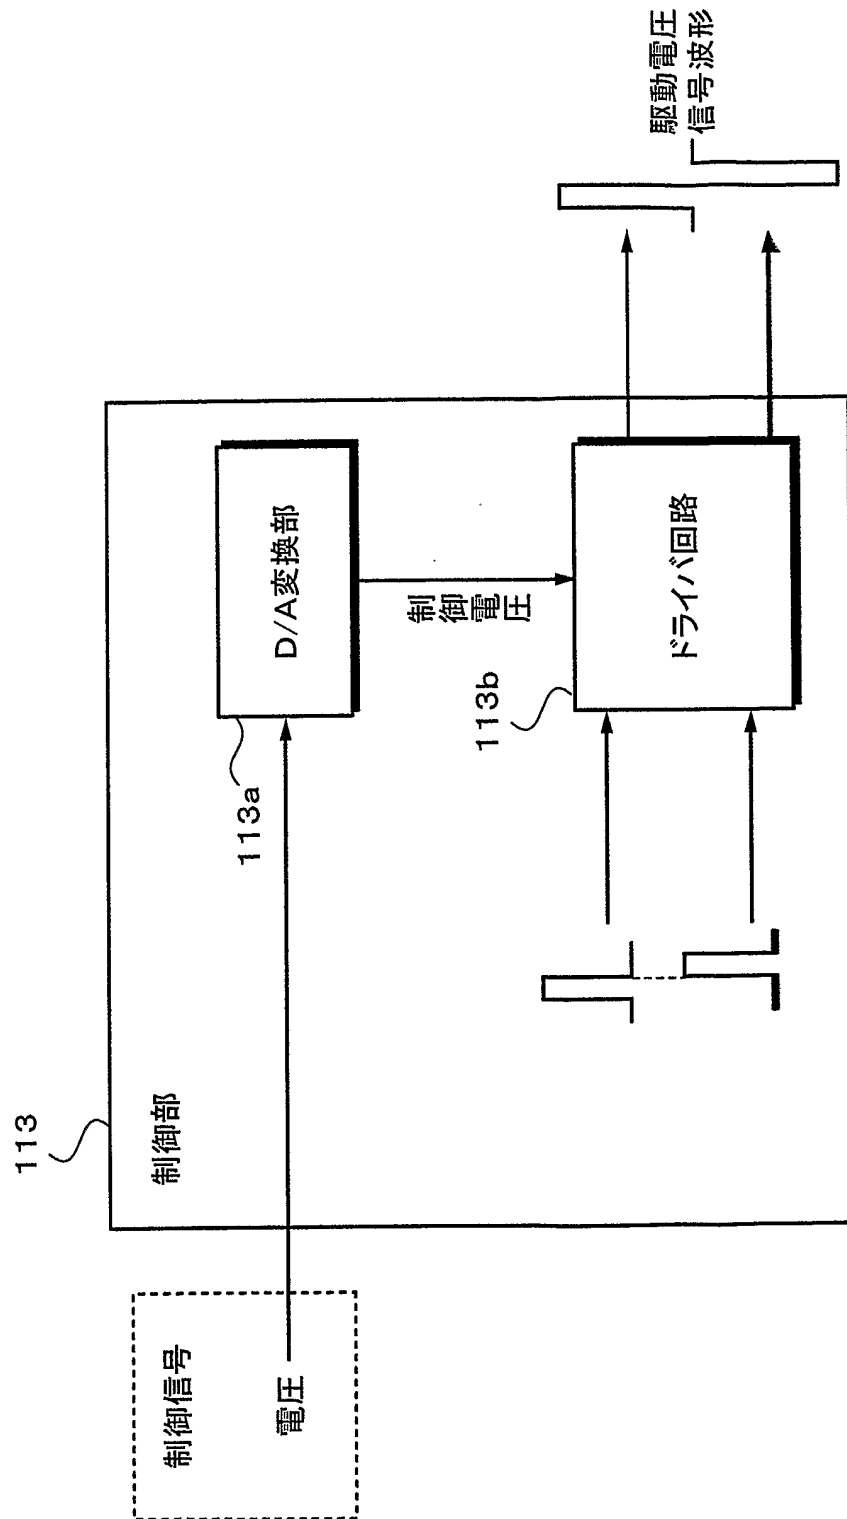 113
制御信号
電圧
制御部
113a
D/A変換部
制御電圧
113b
ドライバ回路
駆動電圧
信号波形